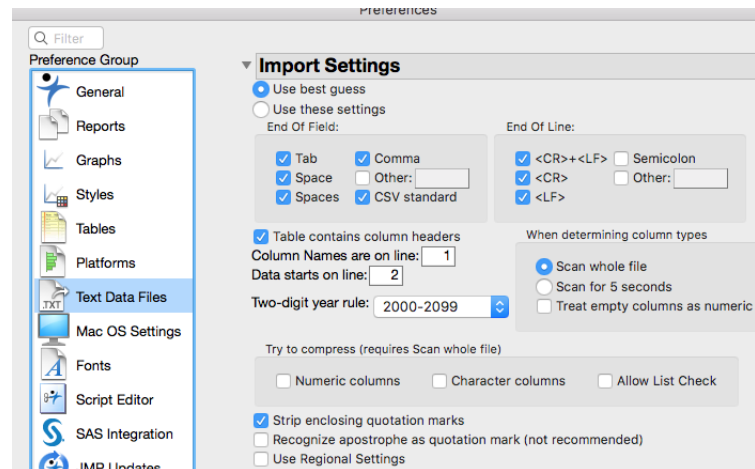 Preferences
Filter
Preference Group
General
Reports
Graphs
Styles
Tables
Platforms
.TXT
Text Data Files
Mac OS Settings
Fonts
Script Editor
SAS Integration
JMP Updates
Import Settings
Use best guess
Use these settings
End Of Field:
Tab
Comma
Space
Other:
Spaces
CSV standard
End Of Line:
<CR>+<LF>
Semicolon
<CR>
Other:
<LF>
Table contains column headers
Column Names are on line: 1
Data starts on line: 2
Two-digit year rule: 2000-2099
When determining column types
Scan whole file
Scan for 5 seconds
Treat empty columns as numeric
Try to compress (requires Scan whole file)
Numeric columns
Character columns
Allow List Check
Strip enclosing quotation marks
Recognize apostrophe as quotation mark (not recommended)
Use Regional Settings